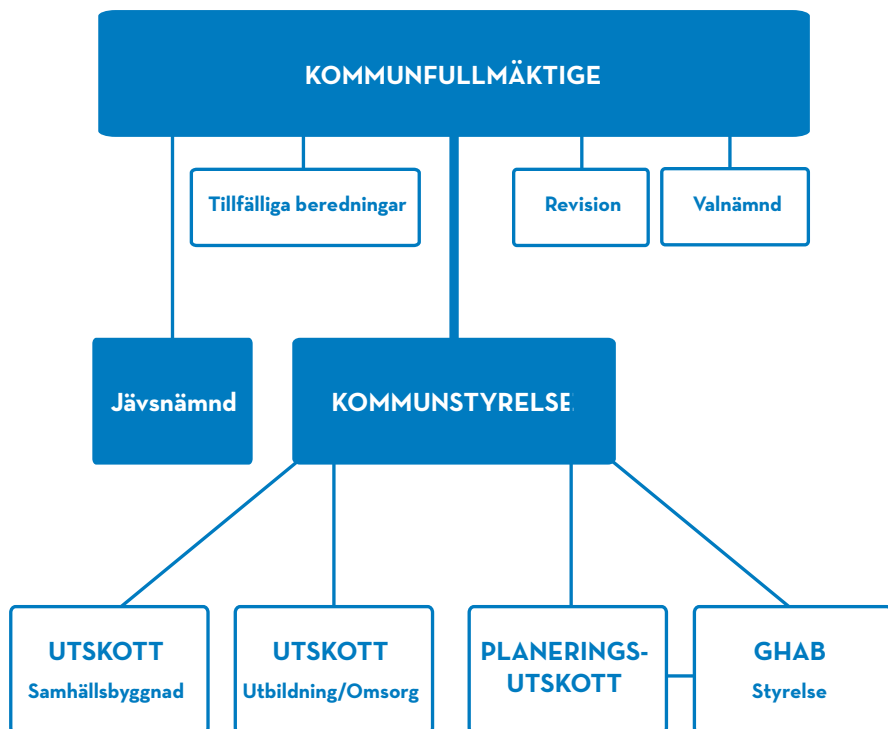 KOMMUNFULLMÄKTIGE
Tillfälliga beredningar
Revision
Valnämnd
Jävsnämnd
KOMMUNSTYRELSE
UTSKOTT
Samhällsbyggnad
UTSKOTT
Utbildning/Omsorg
PLANERINGS-
UTSKOTT
GHAB
Styrelse